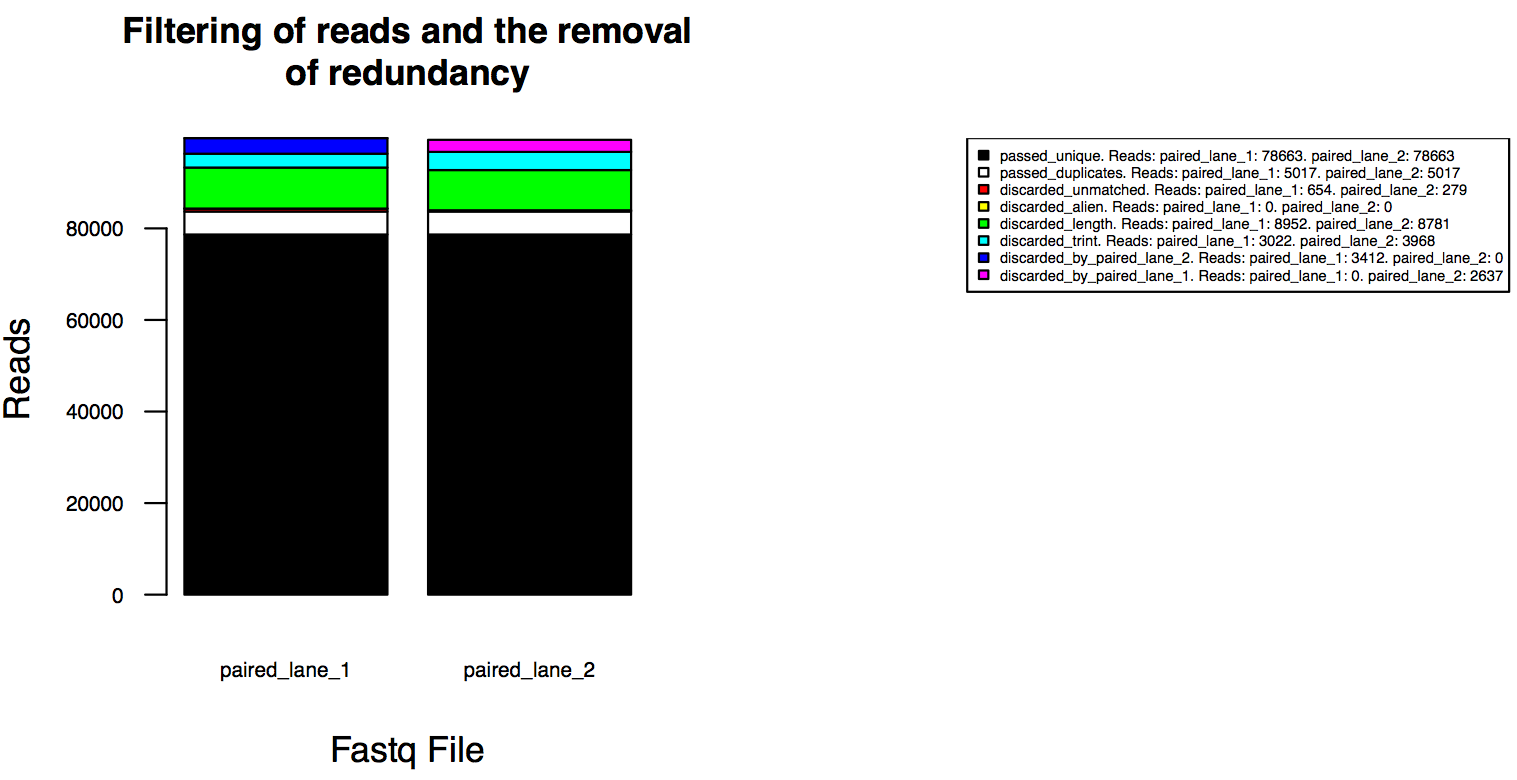 Filtering of reads and the removal
of redundancy
Reads
80000
60000
40000
20000
0
paired_lane_1 paired_lane_2
Fastq File
passed_unique. Reads: paired_lane_1: 78663. paired_lane_2: 78663
passed_duplicates. Reads: paired_lane_1: 5017. paired_lane_2: 5017
discarded_unmatched. Reads: paired_lane_1: 654. paired_lane_2: 279
discarded_alien. Reads: paired_lane_1: 0. paired_lane_2: 0
discarded_length. Reads: paired_lane_1: 8952. paired_lane_2: 8781
discarded_trint. Reads: paired_lane_1: 3022. paired_lane_2: 3968
discarded_by_paired_lane_2. Reads: paired_lane_1: 3412. paired_lane_2: 0
discarded_by_paired_lane_1. Reads: paired_lane_1: 0. paired_lane_2: 2637